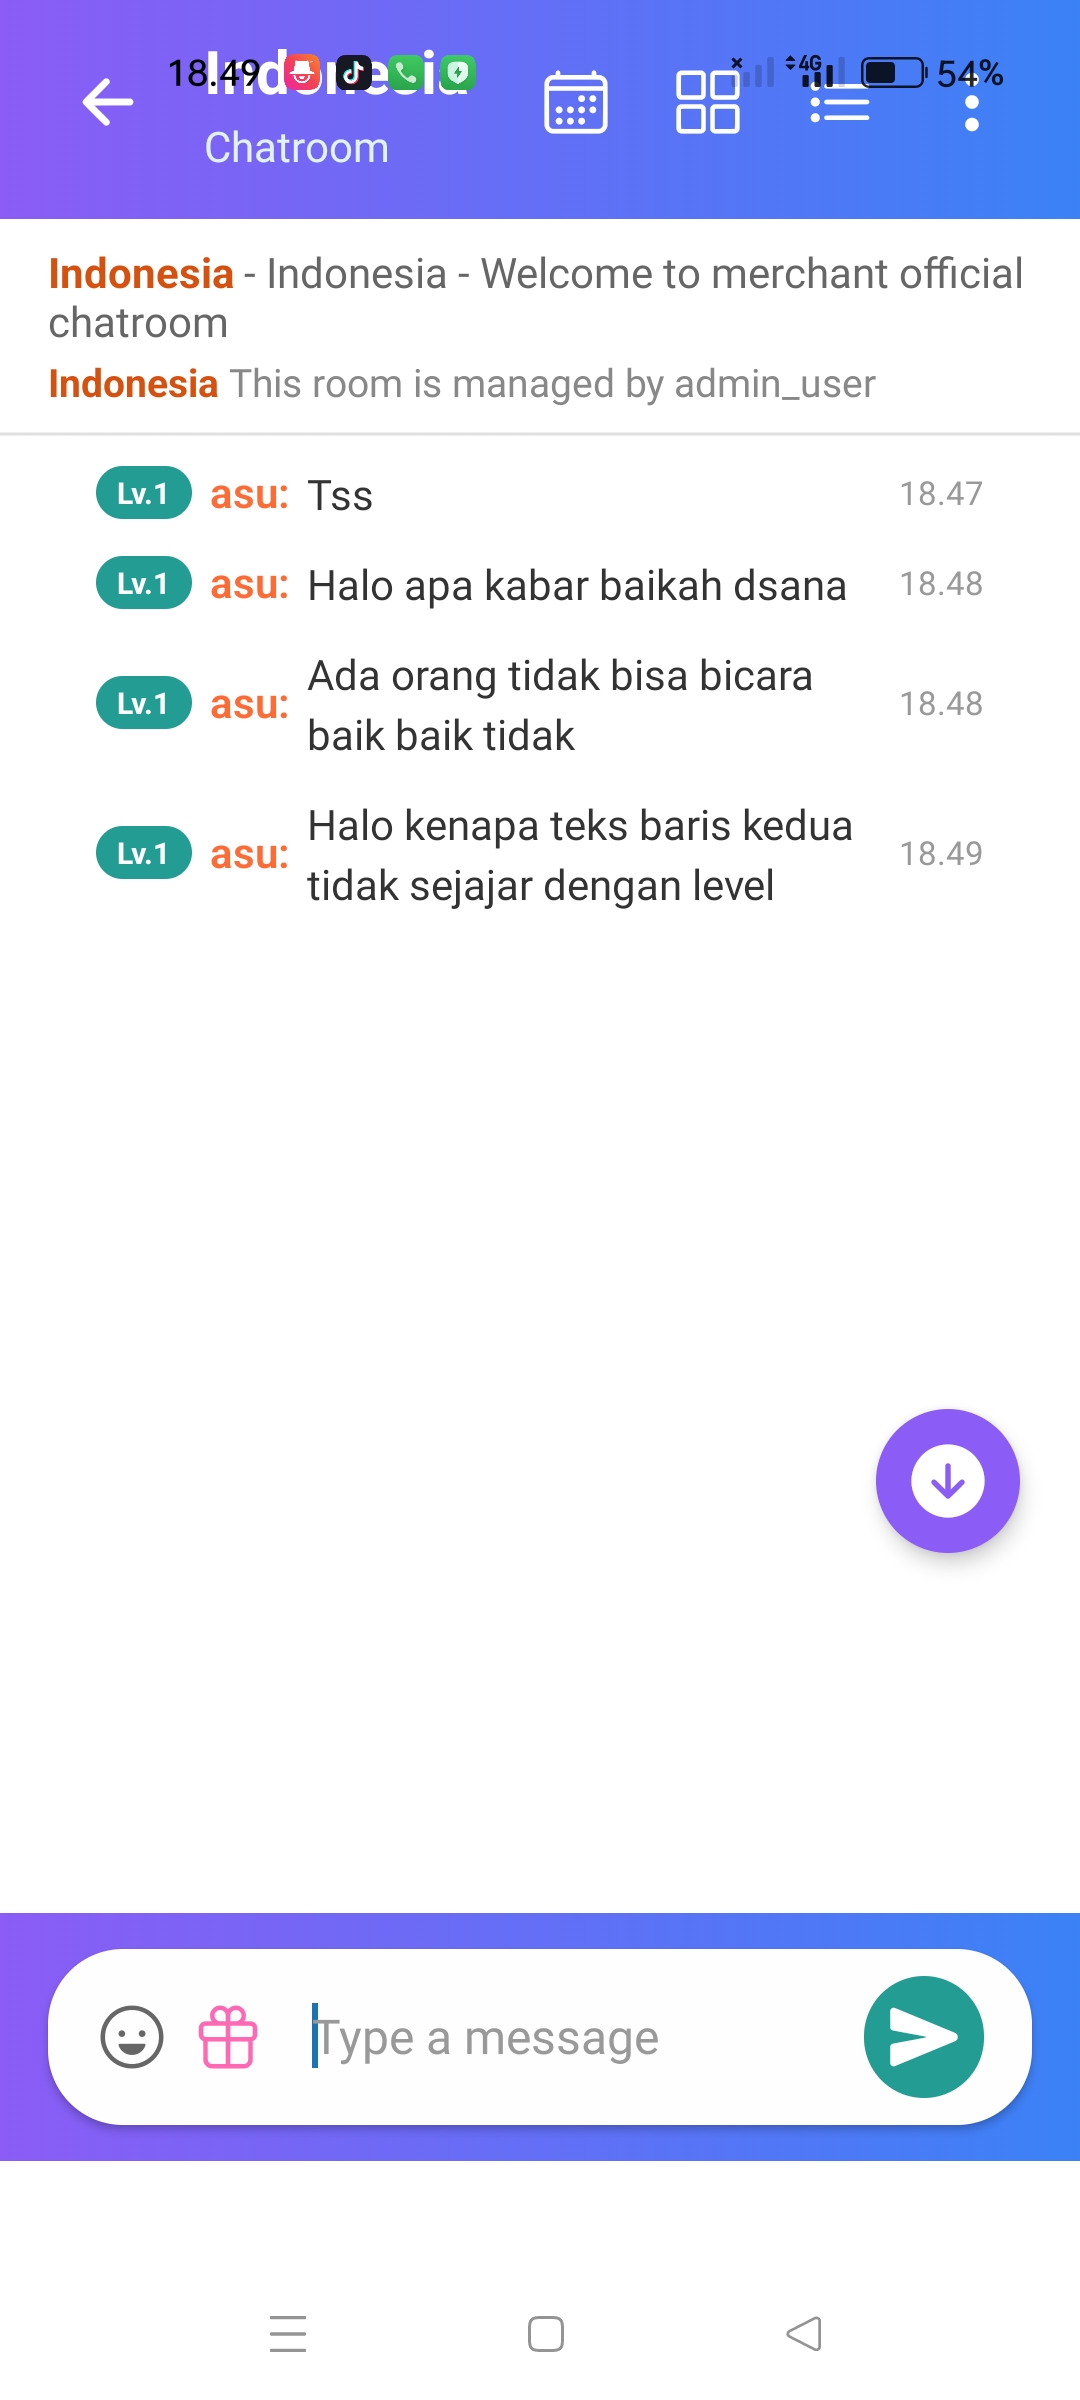 18.49 Indonesia 4G 54%
Chatroom
Indonesia - Indonesia - Welcome to merchant official
chatroom
Indonesia This room is managed by admin_user
Lv.1 asu: Tss 18.47
Lv.1 asu: Halo apa kabar baikah dsana 18.48
Lv.1 asu: Ada orang tidak bisa bicara 18.48
baik baik tidak
Lv.1 asu: Halo kenapa teks baris kedua 18.49
tidak sejajar dengan level
Type a message